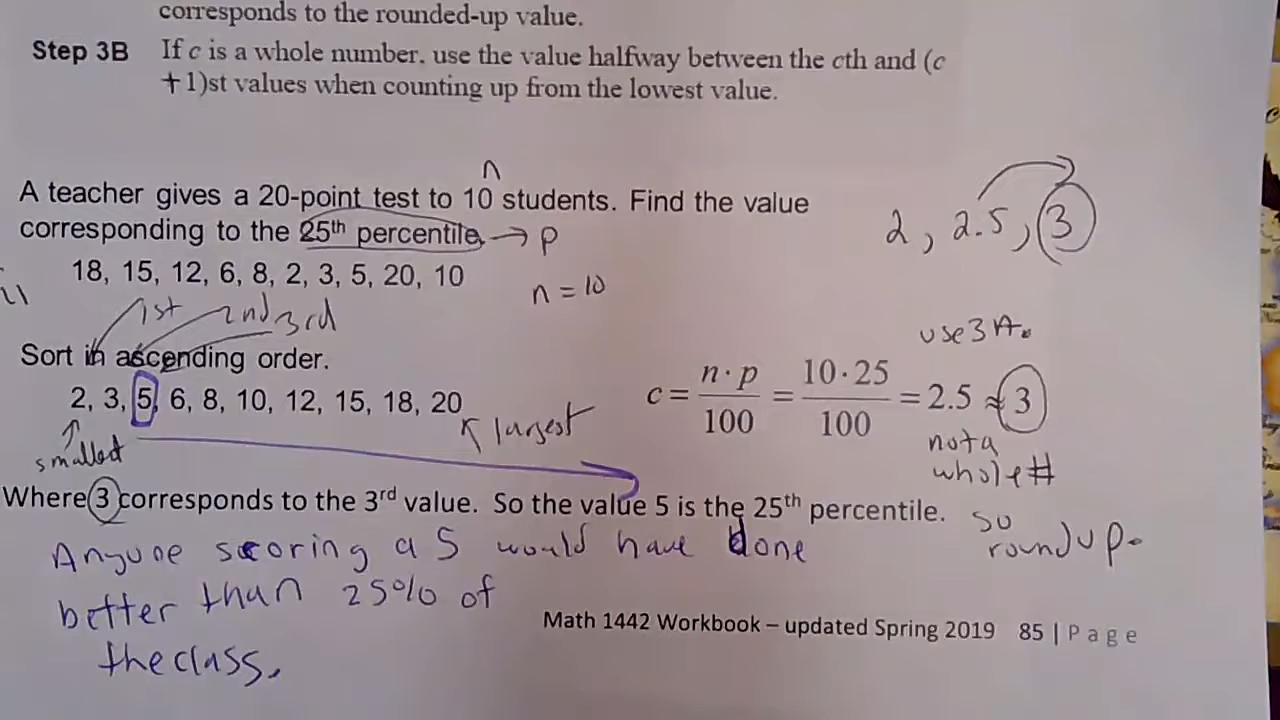 corresponds to the rounded-up value.
Step 3B If c is a whole number, use the value halfway between the cth and (c
+1)st values when counting up from the lowest value.
n
A teacher gives a 20-point test to 10 students. Find the value
corresponding to the 25th percentile. → p
2, 2.5, 3
18, 15, 12, 6, 8, 2, 3, 5, 20, 10
n = 10
1st 2nd 3rd
use 3A.
Sort in ascending order.
2, 3, 5, 6, 8, 10, 12, 15, 18, 20
c = n·p/100 = 10·25/100 = 2.5 ≈ 3
smallest
largest
not a
whole #
Where 3 corresponds to the 3rd value. So the value 5 is the 25th percentile.
so
round up.
Anyone scoring a 5 would have done
better than 25% of
the class.
Math 1442 Workbook – updated Spring 2019 85 | Page